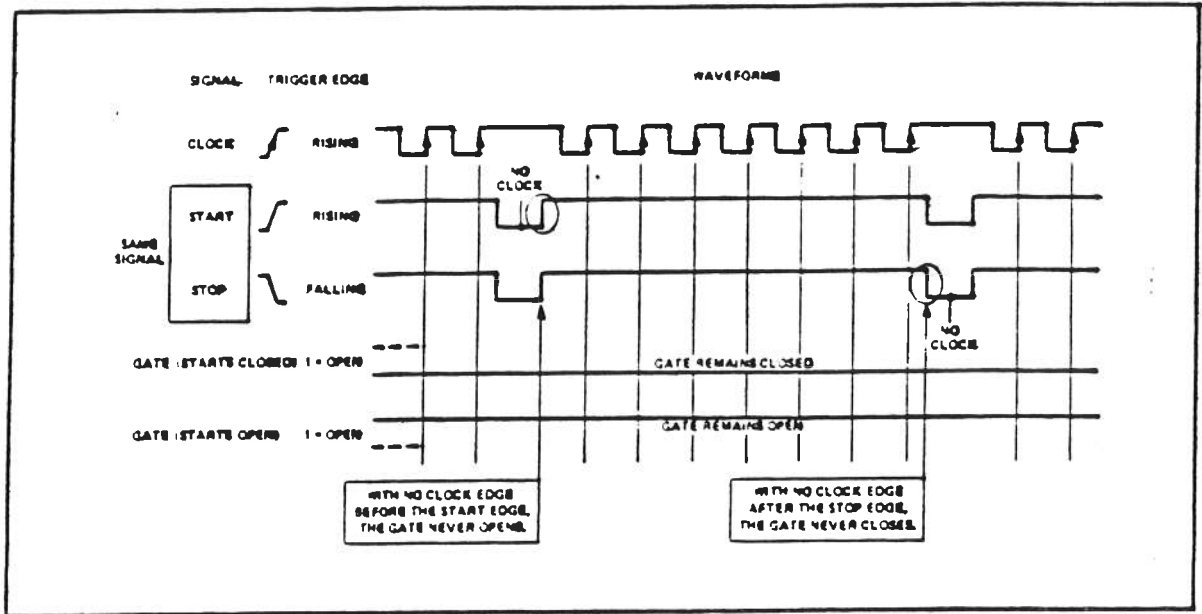 SIGNAL TRIGGER EDGE WAVEFORMS
CLOCK RISING
NO
CLOCK
START RISING
SAME
SIGNAL
STOP FALLING
NO
CLOCK
GATE (STARTS CLOSED) 1 = OPEN GATE REMAINS CLOSED
GATE (STARTS OPEN) 1 = OPEN GATE REMAINS OPEN
WITH NO CLOCK EDGE
BEFORE THE START EDGE,
THE GATE NEVER OPENS.
WITH NO CLOCK EDGE
AFTER THE STOP EDGE,
THE GATE NEVER CLOSES.